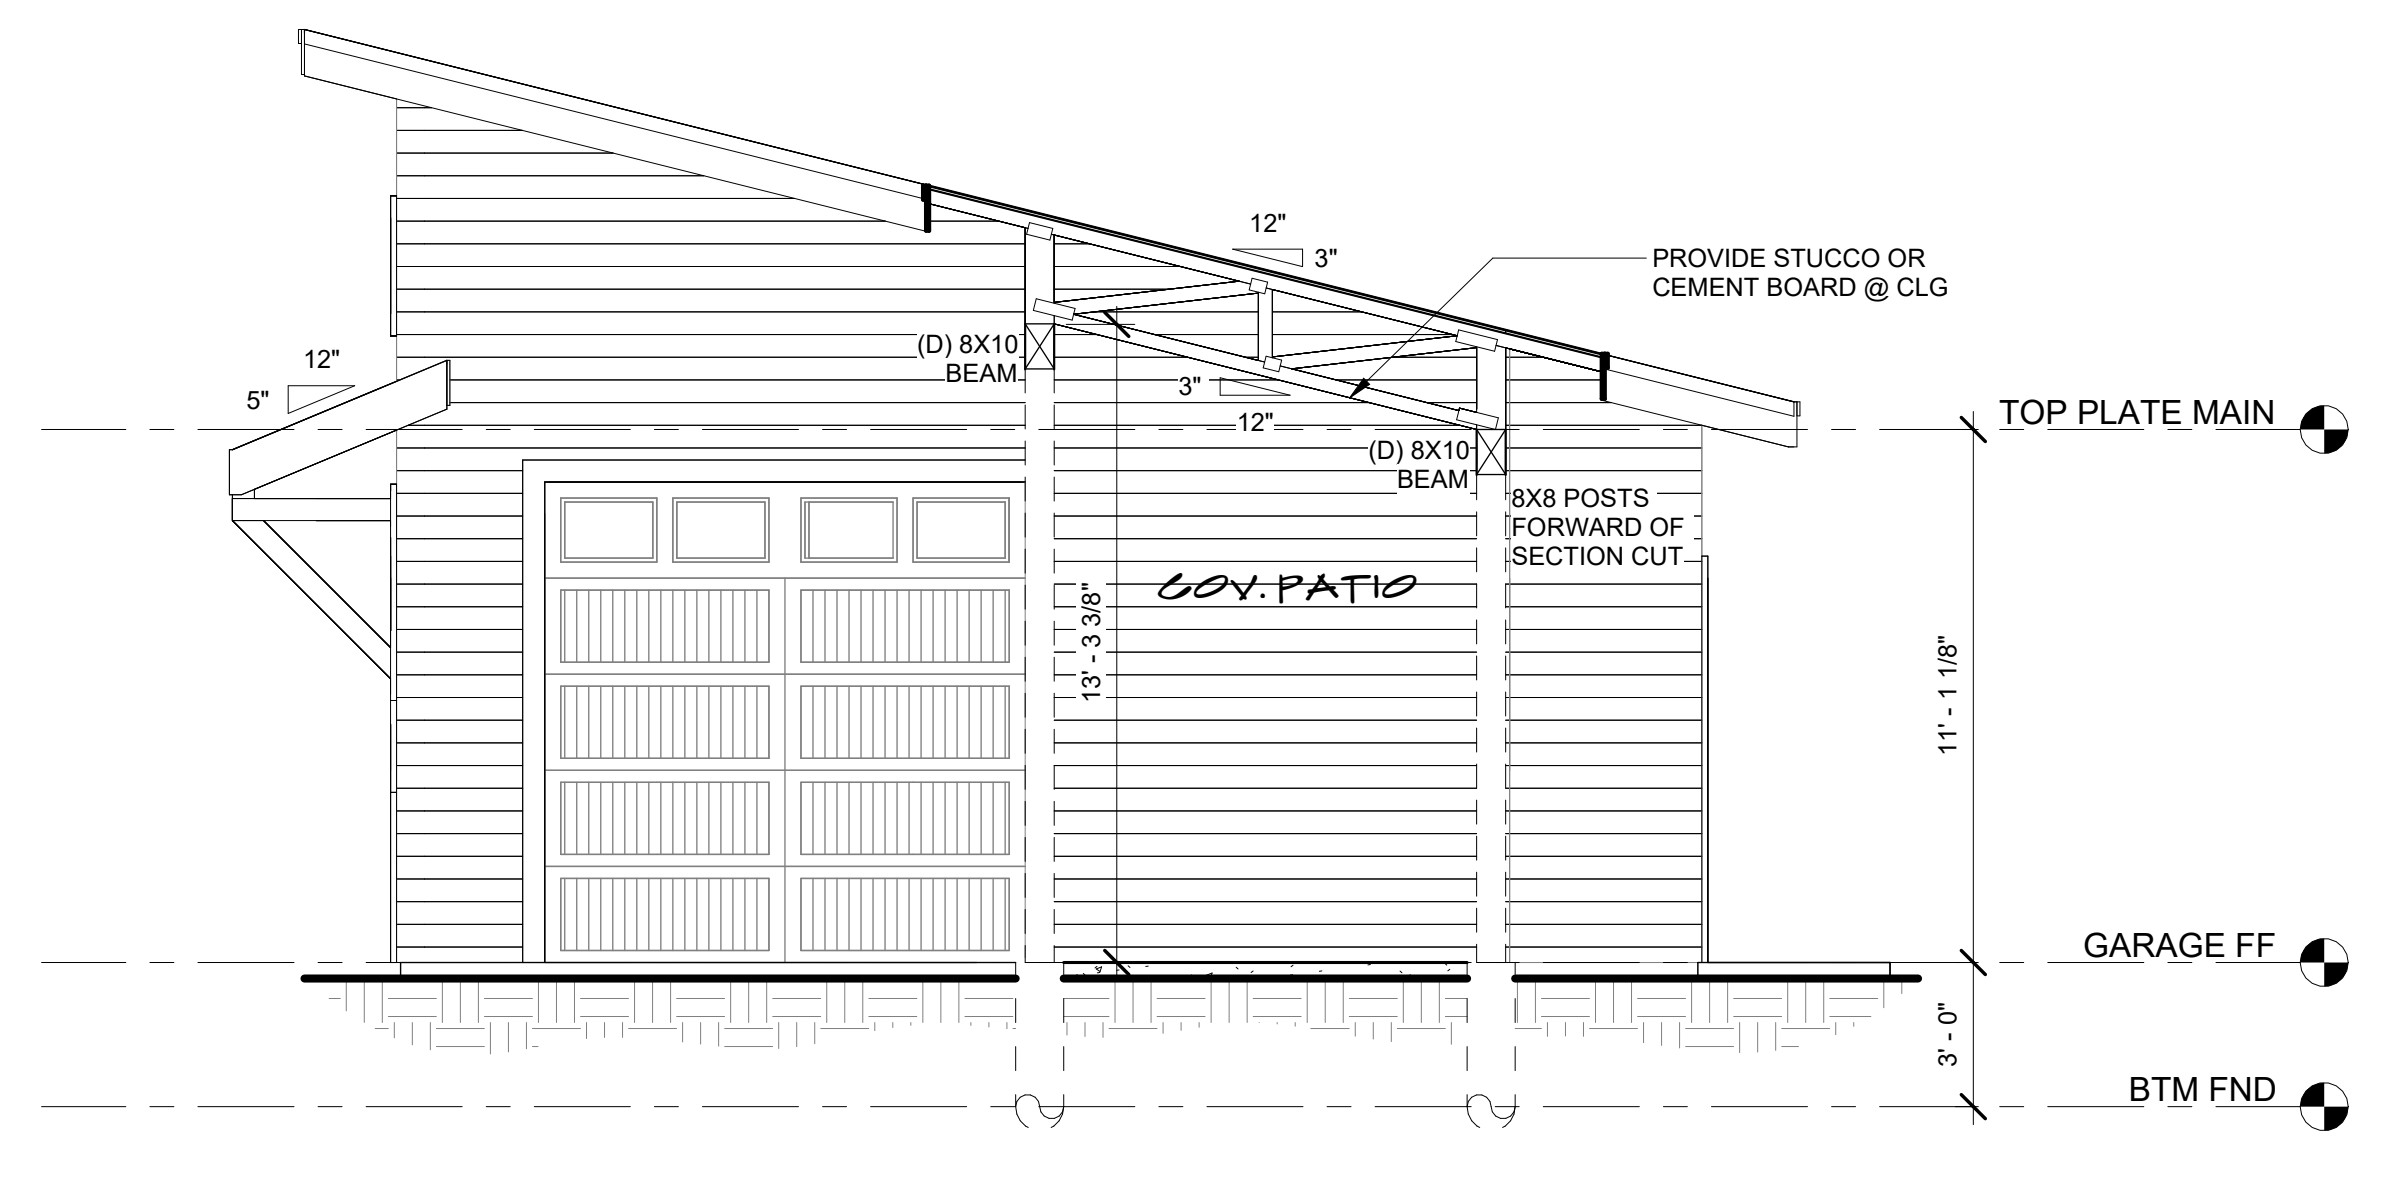 12"
3"
PROVIDE STUCCO OR
CEMENT BOARD @ CLG
(D) 8X10
BEAM
12"
5"
3"
12"
TOP PLATE MAIN
(D) 8X10
BEAM
8X8 POSTS
FORWARD OF
SECTION CUT
COV. PATIO
13' - 3 3/8"
11' - 1 1/8"
GARAGE FF
3' - 0"
BTM FND